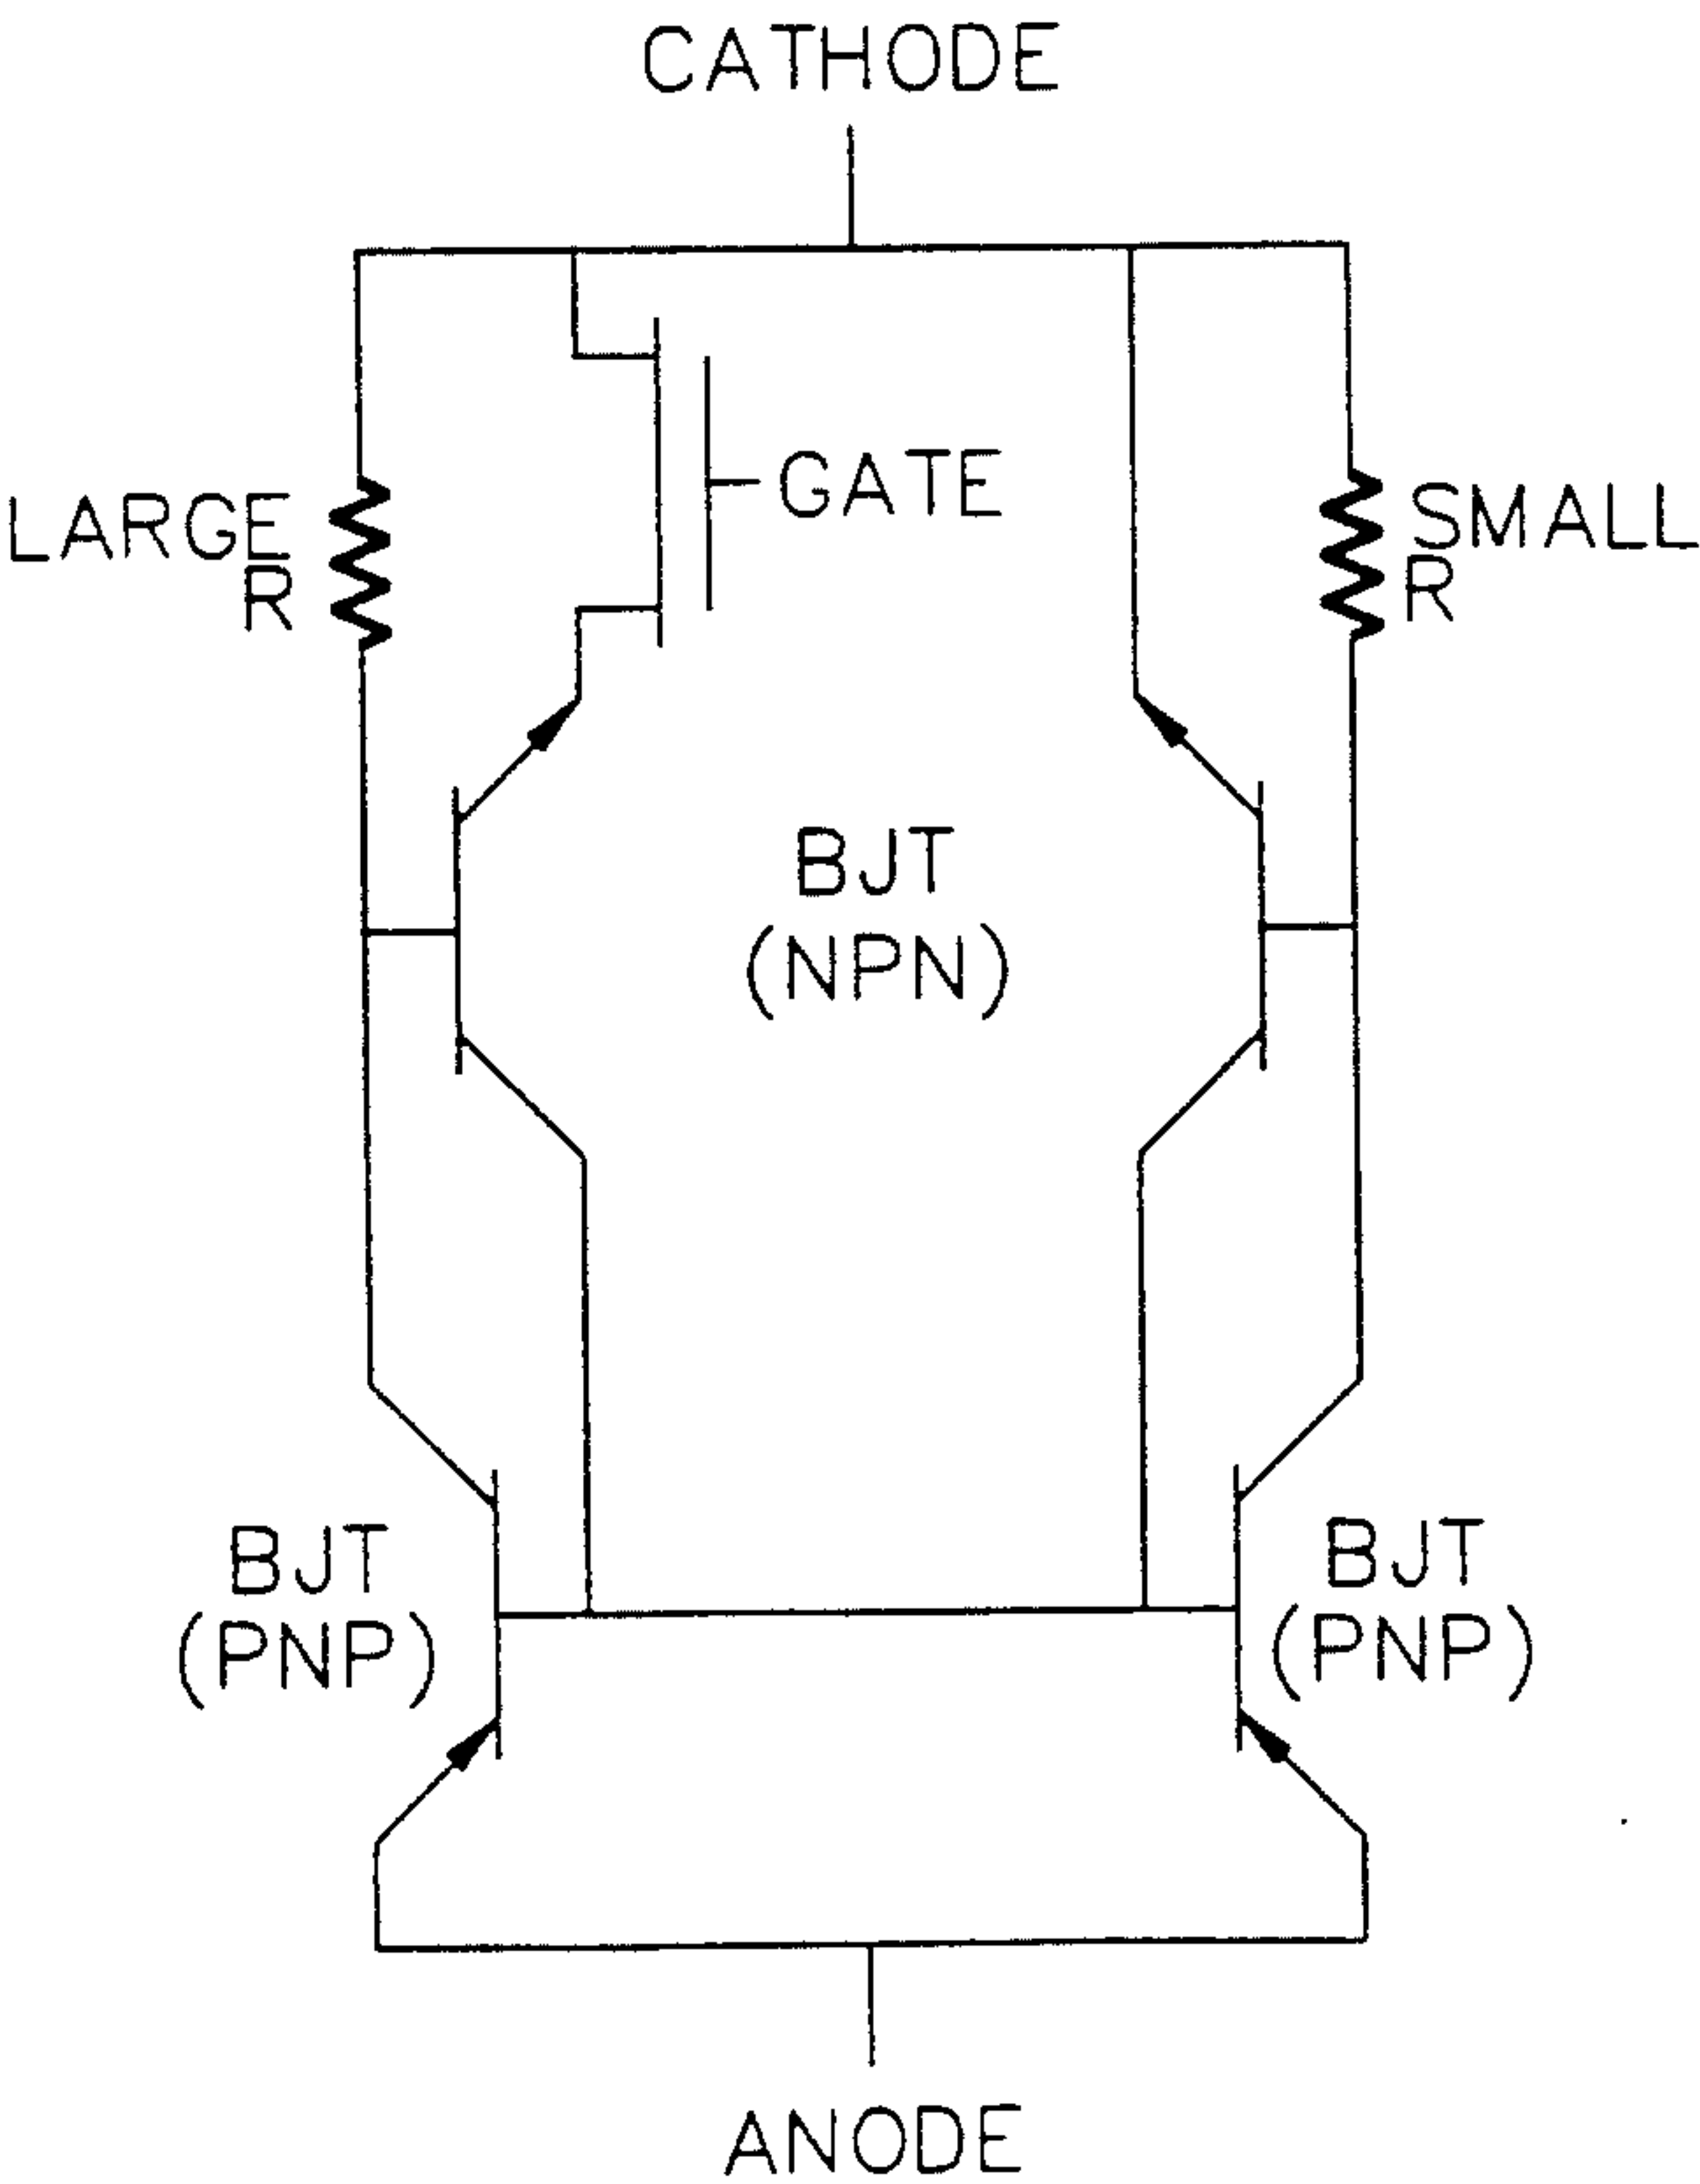 CATHODE
GATE
LARGE
R
SMALL
R
BJT
(NPN)
BJT
(PNP)
BJT
(PNP)
ANODE